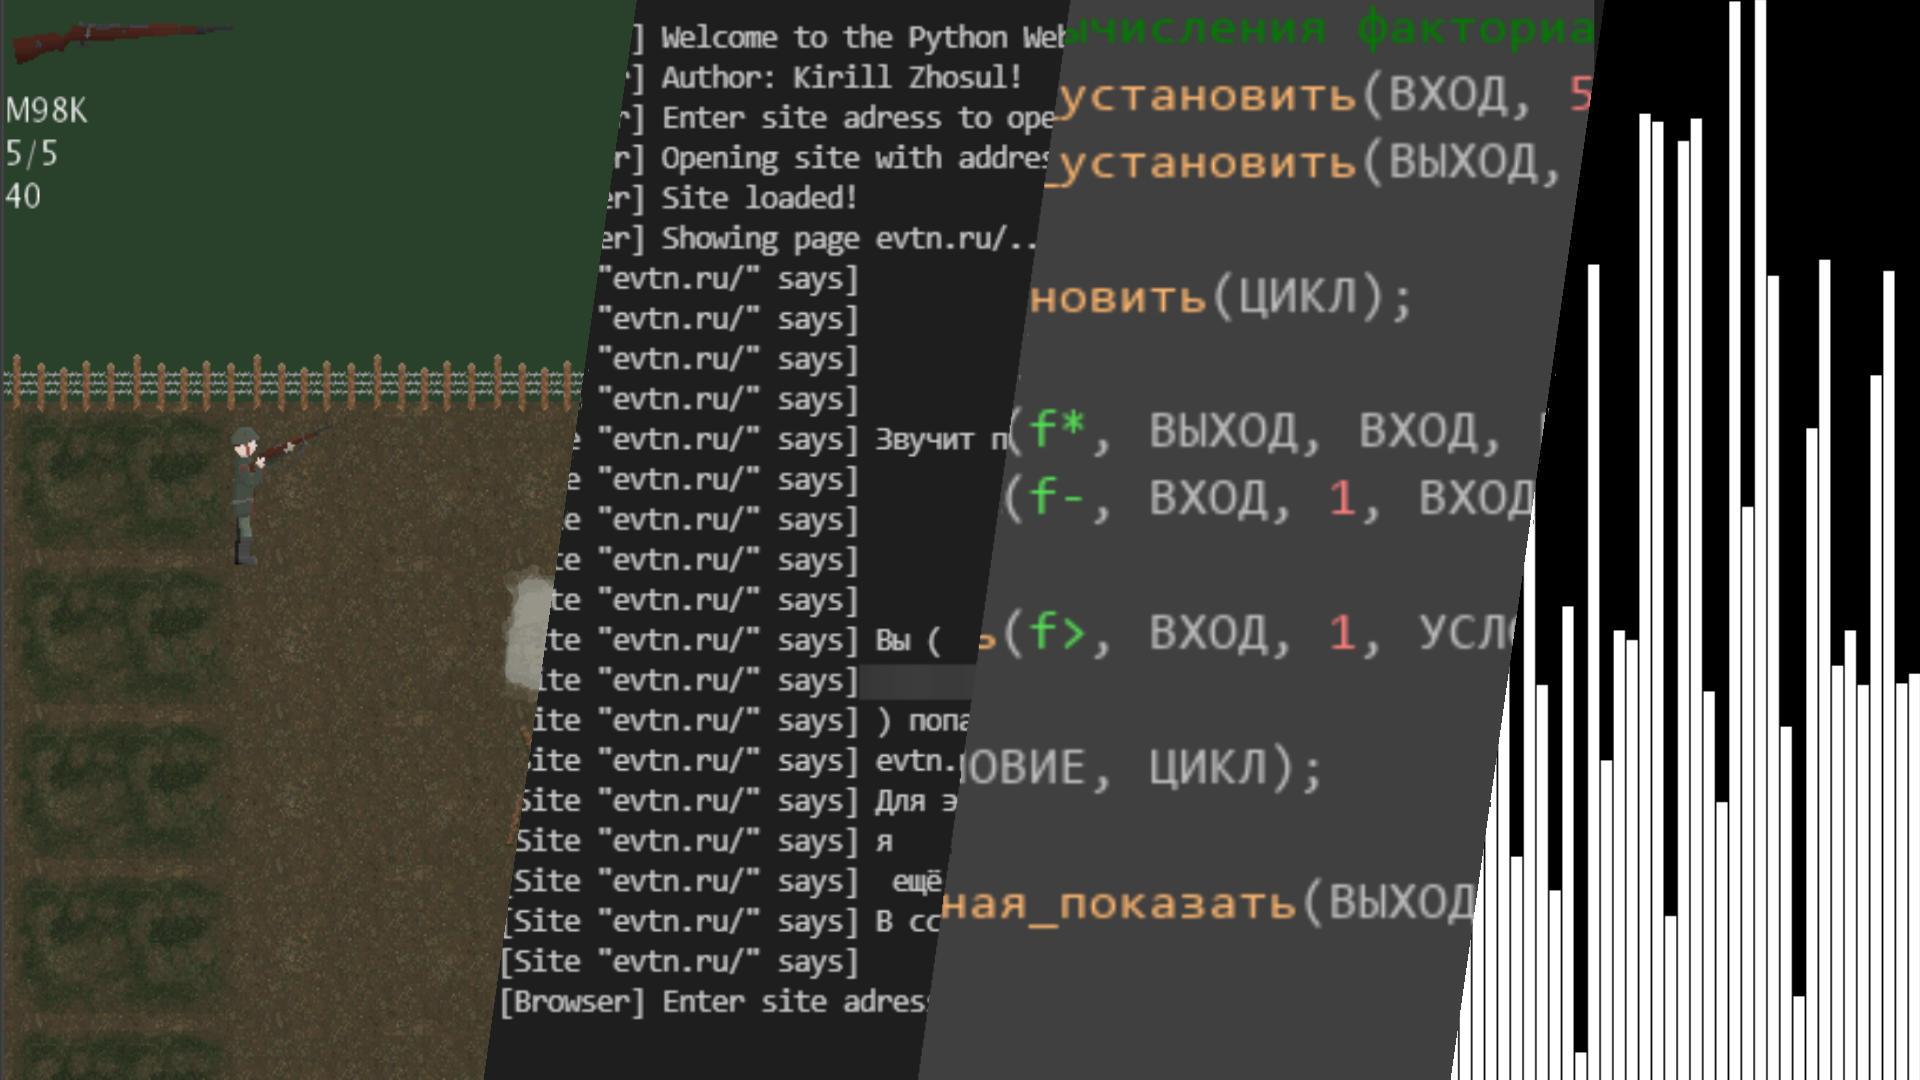 M98K
5/5
40
] Welcome to the Python Web
r] Author: Kirill Zhosul!
r] Enter site adress to ope
r] Opening site with addres
er] Site loaded!
er] Showing page evtn.ru/..
"evtn.ru/" says]
"evtn.ru/" says]
"evtn.ru/" says]
"evtn.ru/" says]
e "evtn.ru/" says] Звучит п
e "evtn.ru/" says]
te "evtn.ru/" says]
te "evtn.ru/" says]
te "evtn.ru/" says]
ite "evtn.ru/" says] Вы (
ite "evtn.ru/" says]
Site "evtn.ru/" says] ) попа
Site "evtn.ru/" says] evtn.
Site "evtn.ru/" says] Для э
Site "evtn.ru/" says] я
[Site "evtn.ru/" says] ещё
[Site "evtn.ru/" says] В сс
[Site "evtn.ru/" says]
[Browser] Enter site adress
ычисления факториа
_установить(ВХОД, 5
_установить(ВЫХОД,
новить(ЦИКЛ);
(f*, ВЫХОД, ВХОД,
(f-, ВХОД, 1, ВХОД
ь(f>, ВХОД, 1, УСЛО
ОВИЕ, ЦИКЛ);
ная_показать(ВЫХОД